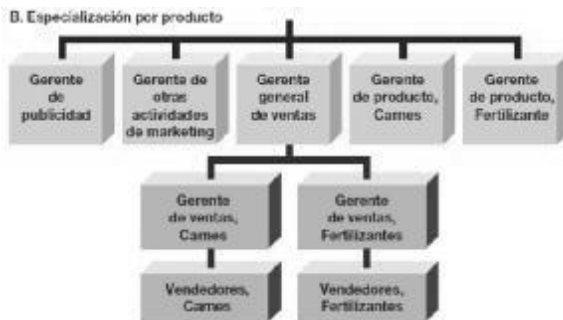 B. Especialización por producto
Gerente
de
publicidad
Gerente de
otras
actividades
de marketing
Gerente
general
de ventas
Gerente
de producto,
Carnes
Gerente
de producto,
Fertilizante
Gerente
de ventas,
Carnes
Gerente
de ventas,
Fertilizantes
Vendedores,
Carnes
Vendedores,
Fertilizantes